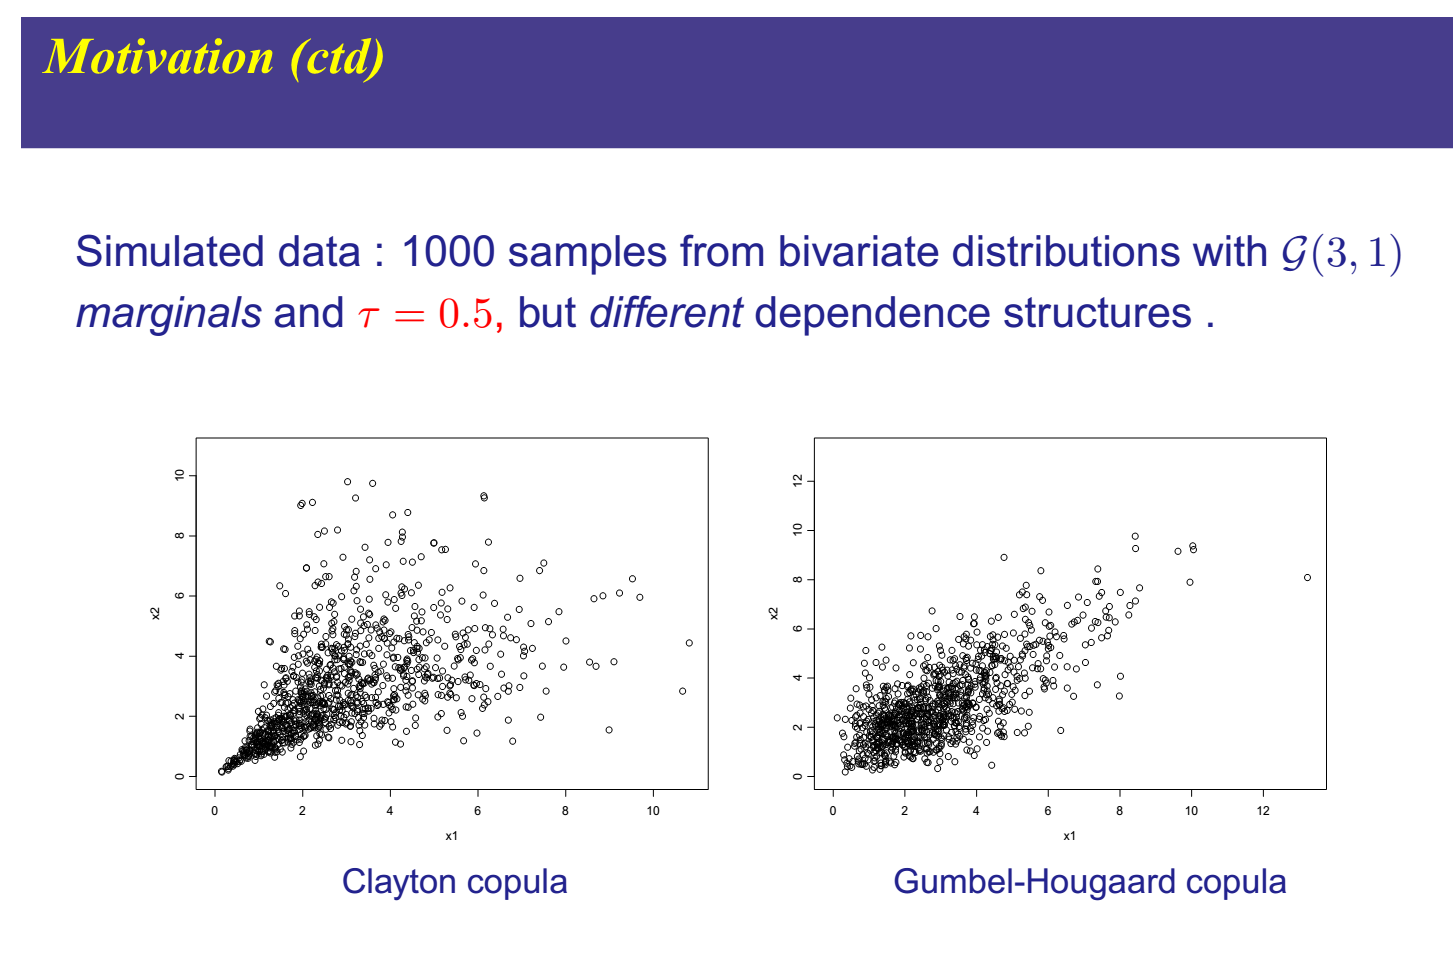 Motivation (ctd)
Simulated data : 1000 samples from bivariate distributions with 𝒢(3, 1)
marginals and τ = 0.5, but different dependence structures .
10
8
6
4
2
0
x2
0 2 4 6 8 10
x1
Clayton copula
12
10
8
6
4
2
0
x2
0 2 4 6 8 10 12
x1
Gumbel-Hougaard copula